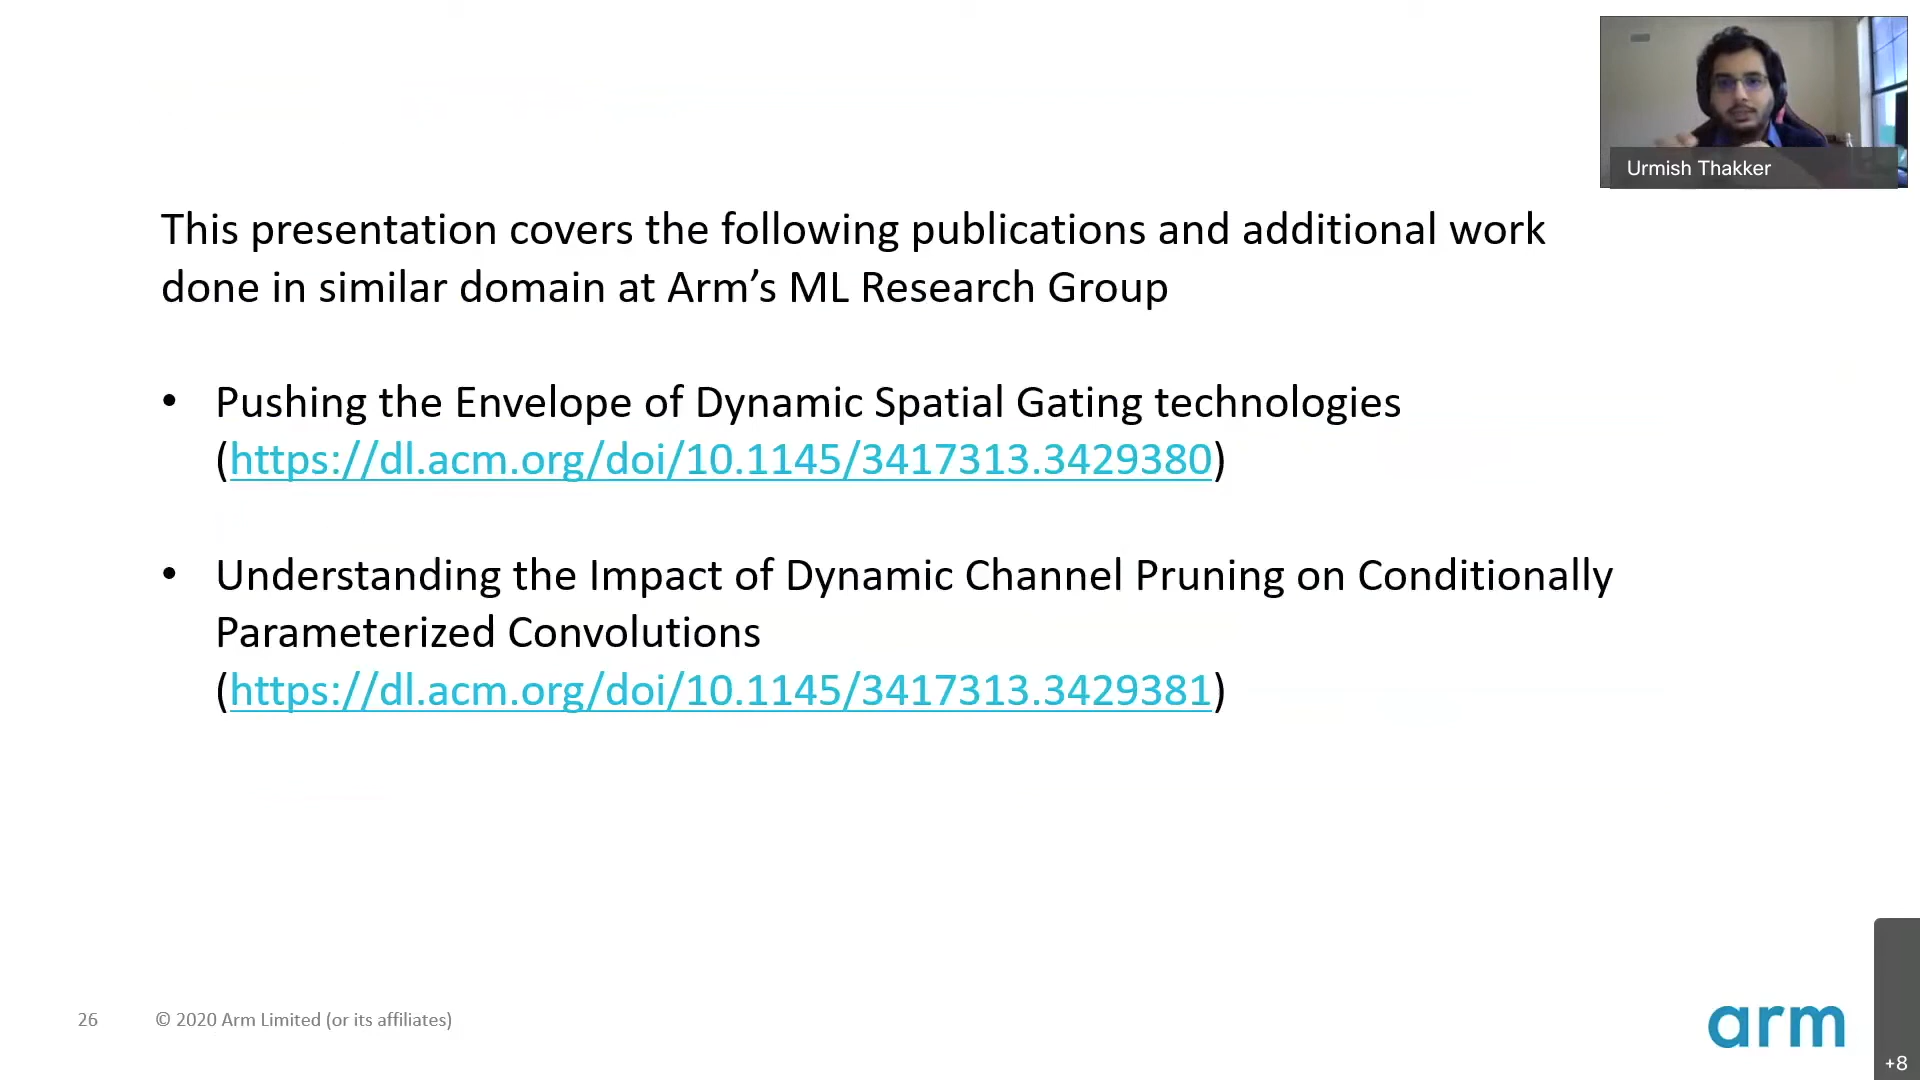 Urmish Thakker
This presentation covers the following publications and additional work
done in similar domain at Arm’s ML Research Group
• Pushing the Envelope of Dynamic Spatial Gating technologies
(https://dl.acm.org/doi/10.1145/3417313.3429380)
• Understanding the Impact of Dynamic Channel Pruning on Conditionally
Parameterized Convolutions
(https://dl.acm.org/doi/10.1145/3417313.3429381)
26 © 2020 Arm Limited (or its affiliates)
arm
+8